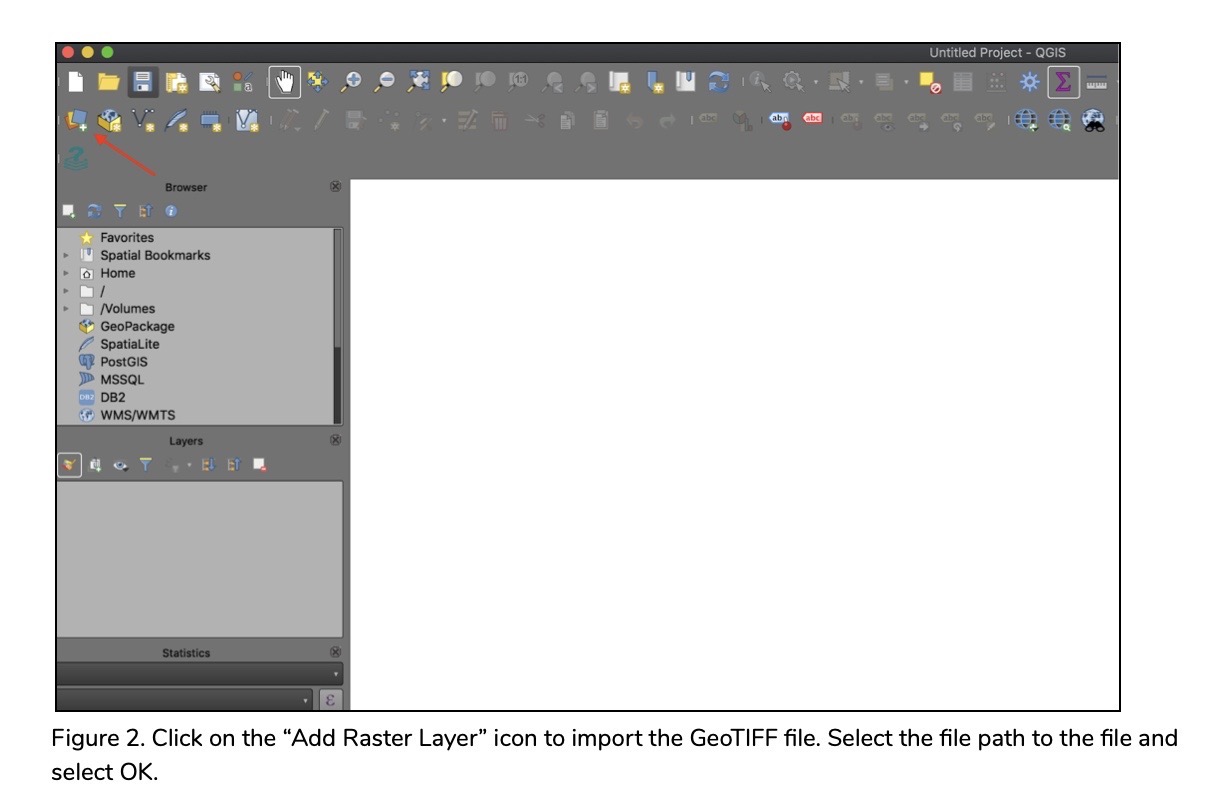 Untitled Project - QGIS
Browser
Favorites
Spatial Bookmarks
Home
/
/Volumes
GeoPackage
SpatiaLite
PostGIS
MSSQL
DB2
WMS/WMTS
Layers
Statistics
Figure 2. Click on the “Add Raster Layer” icon to import the GeoTIFF file. Select the file path to the file and
select OK.